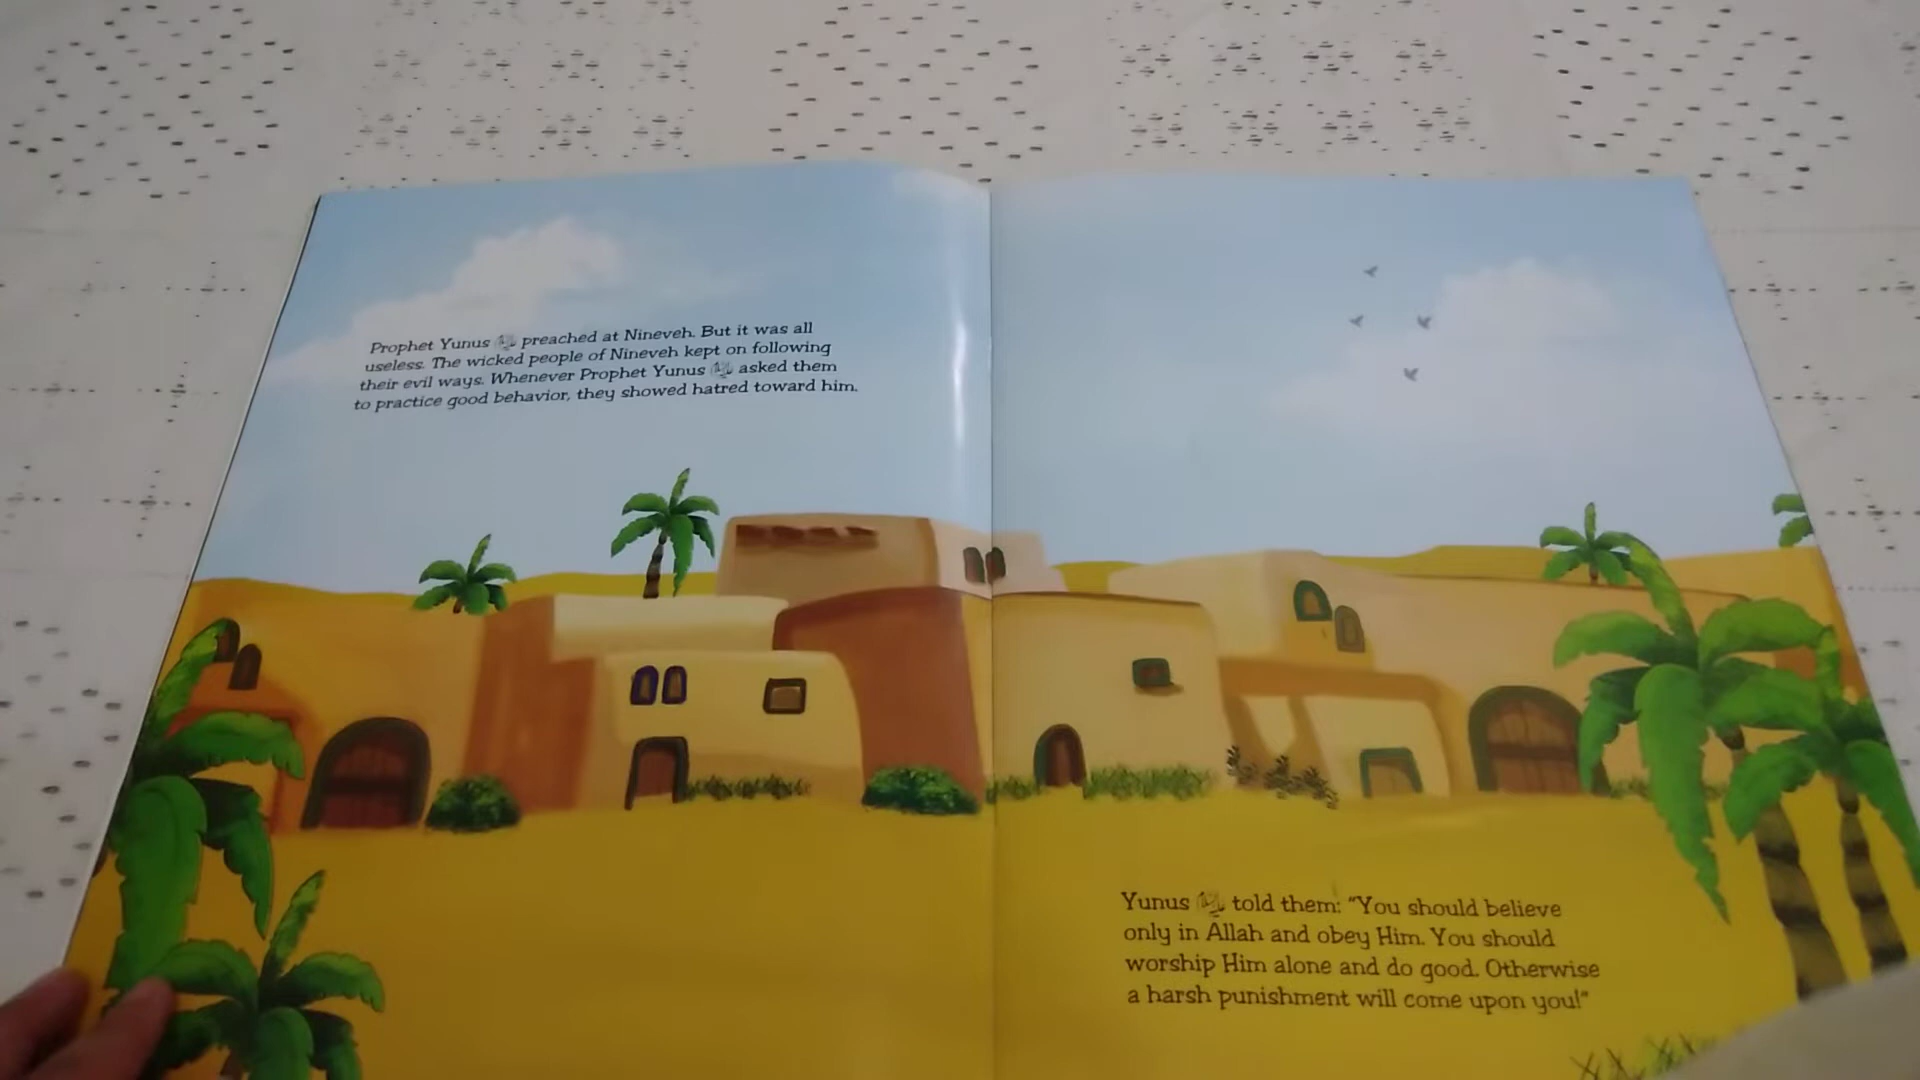 Prophet Yunus preached at Nineveh. But it was all
useless. The wicked people of Nineveh kept on following
their evil ways. Whenever Prophet Yunus asked them
to practice good behavior, they showed hatred toward him.
Yunus told them: “You should believe
only in Allah and obey Him. You should
worship Him alone and do good. Otherwise
a harsh punishment will come upon you!”